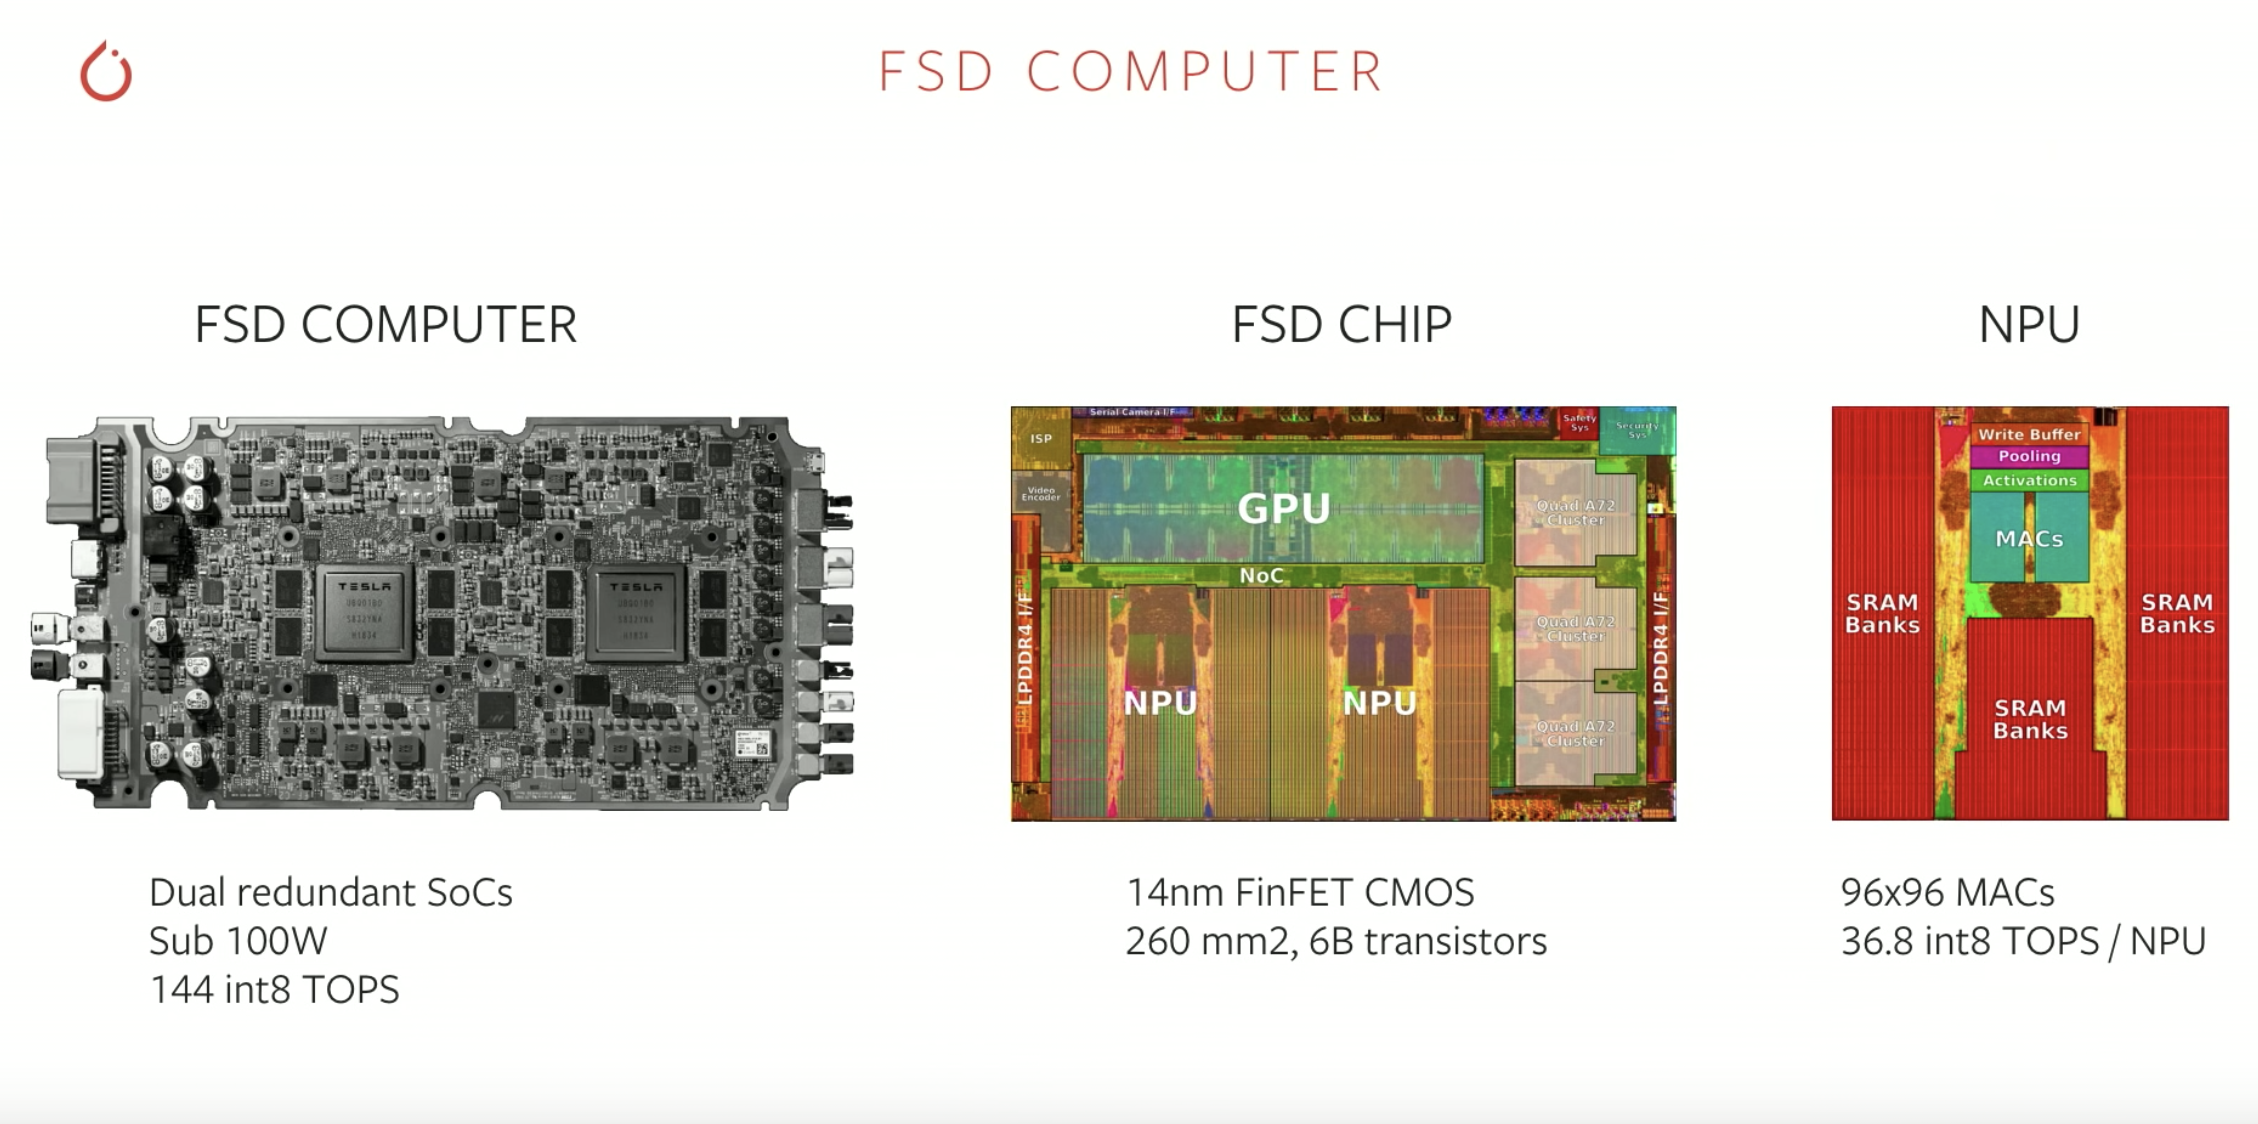 FSD COMPUTER
FSD COMPUTER
TESLA
TESLA
Dual redundant SoCs
Sub 100W
144 int8 TOPS
FSD CHIP
Serial Camera I/F
ISP
Safety
Sys
Security
Sys
Video
Encoder
GPU
Quad A72
Cluster
NoC
LPDDR4 I/F
Quad A72
Cluster
LPDDR4 I/F
NPU
NPU
Quad A72
Cluster
14nm FinFET CMOS
260 mm2, 6B transistors
NPU
Write Buffer
Pooling
Activations
MACs
SRAM
Banks
SRAM
Banks
SRAM
Banks
96x96 MACs
36.8 int8 TOPS / NPU